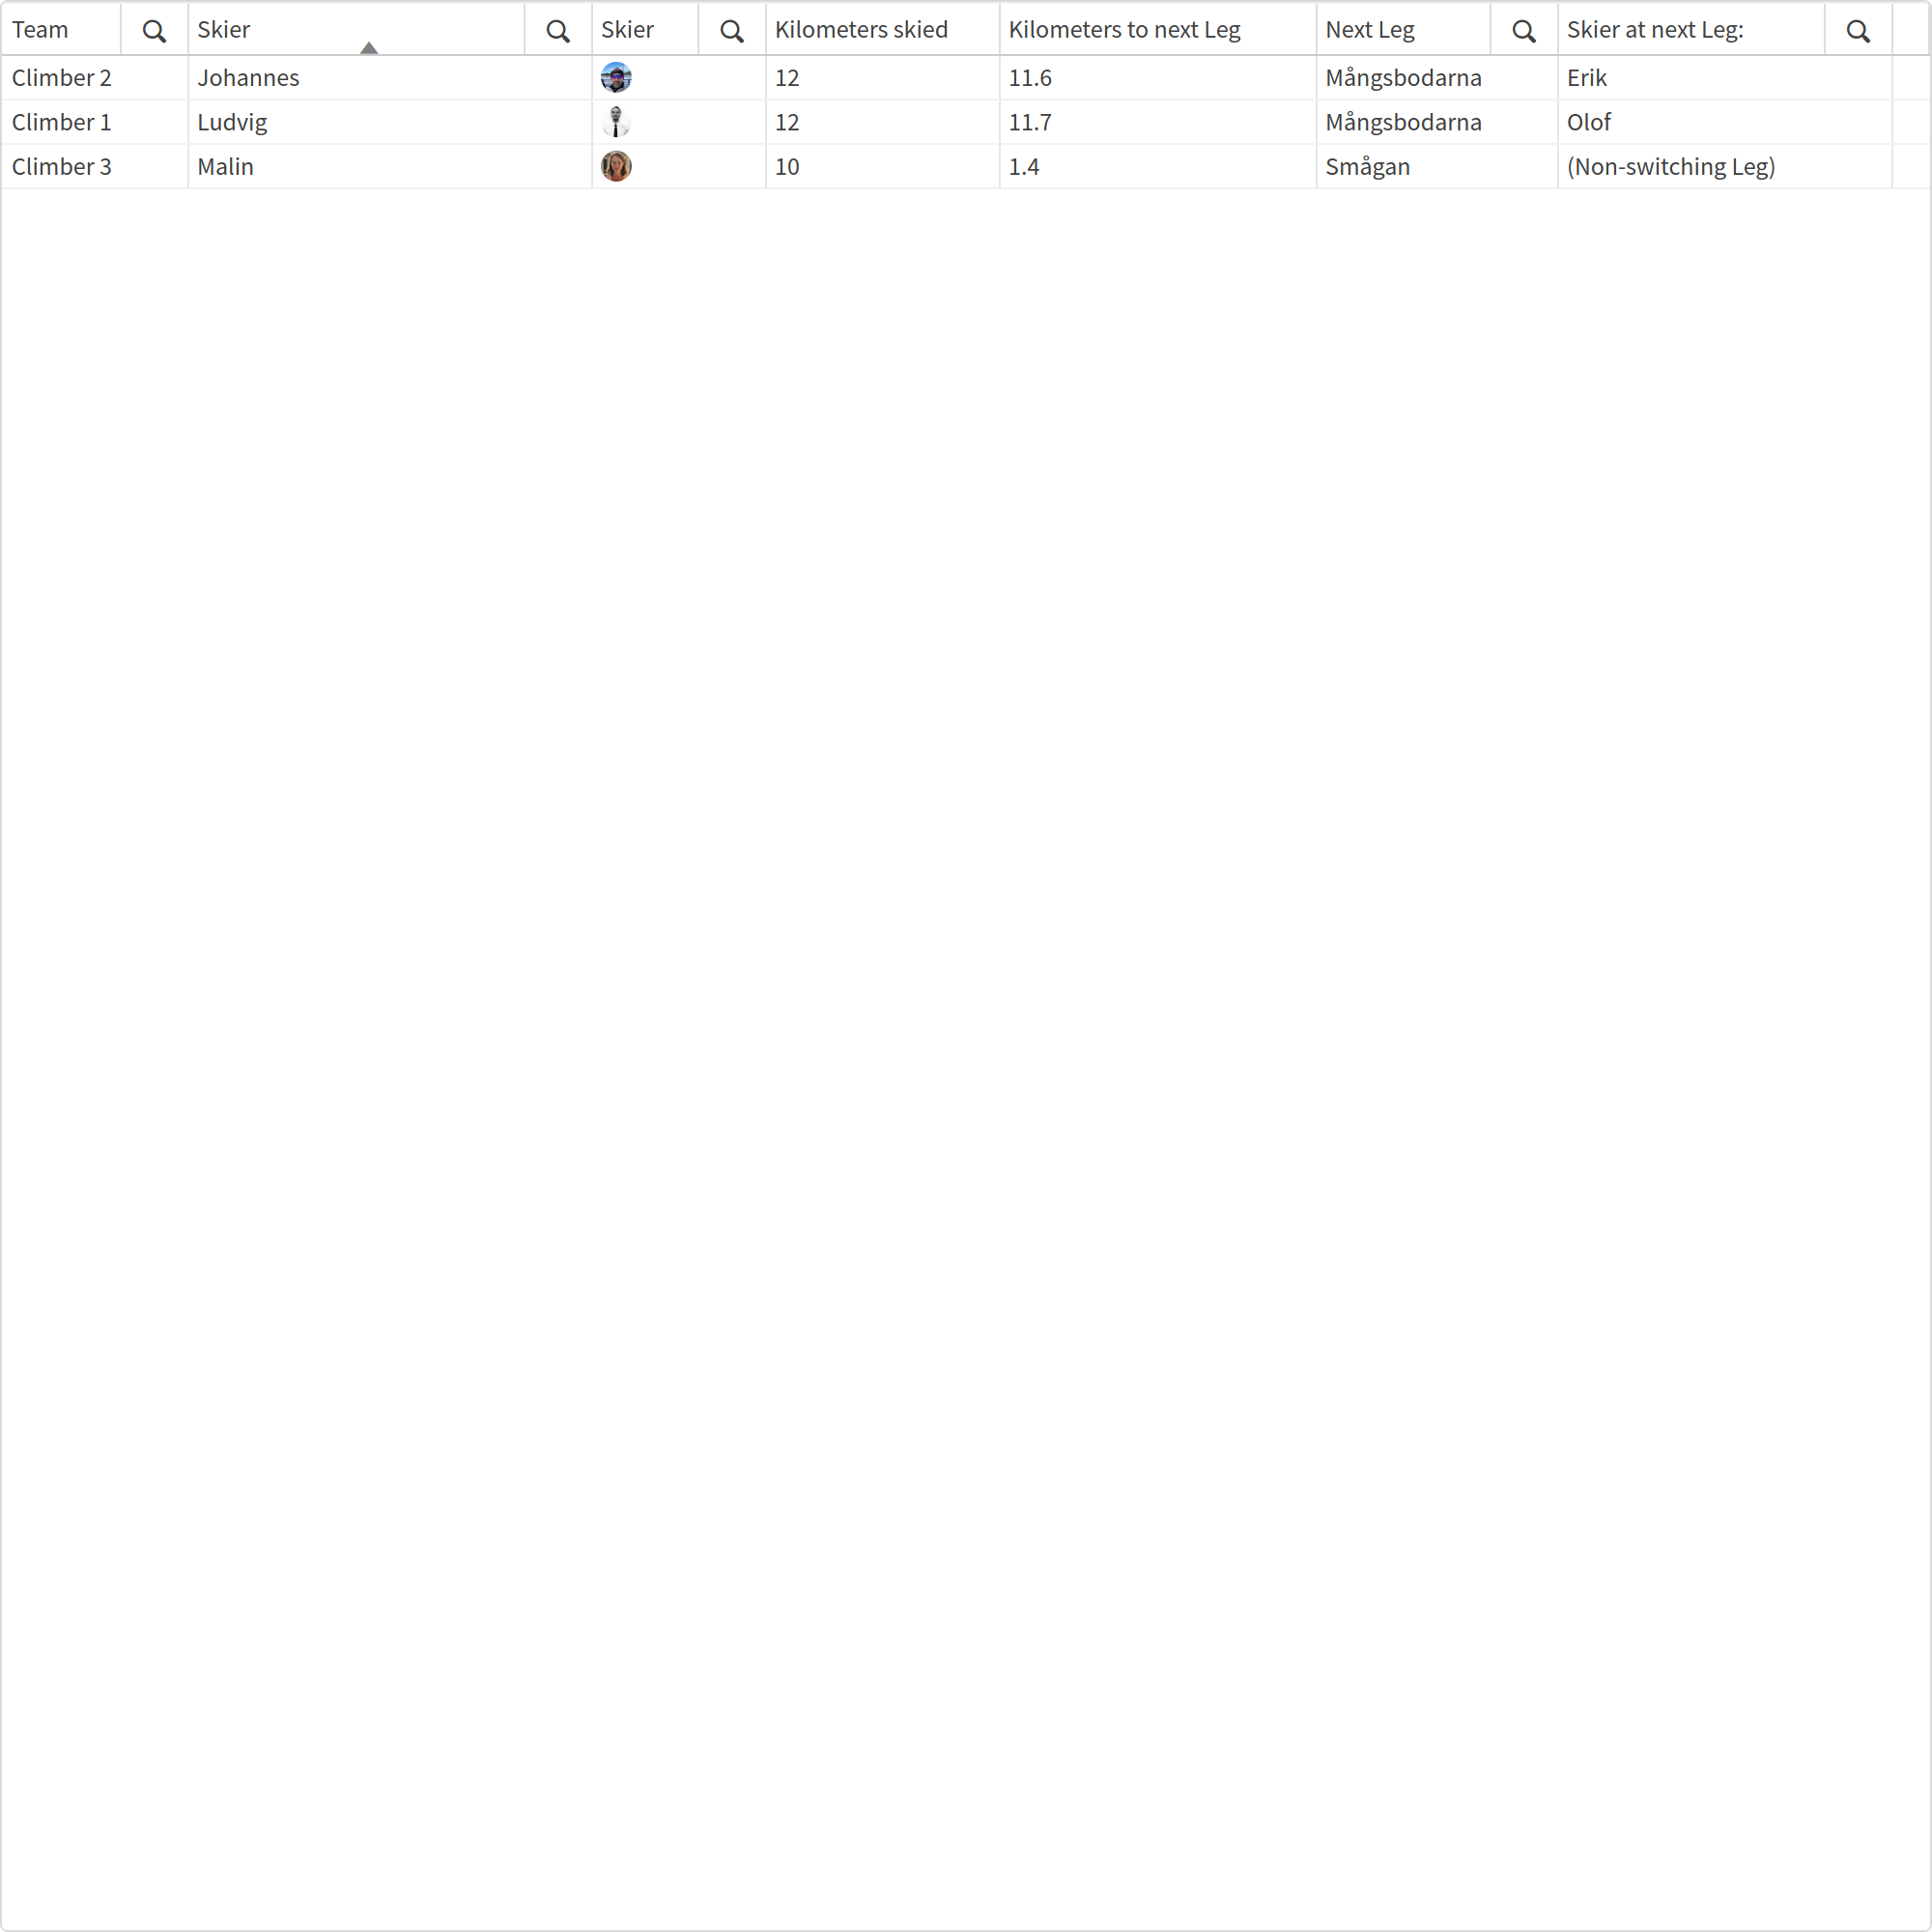 Team Skier Skier Kilometers skied Kilometers to next Leg Next Leg Skier at next Leg:
Climber 2 Johannes 12 11.6 Mångsbodarna Erik
Climber 1 Ludvig 12 11.7 Mångsbodarna Olof
Climber 3 Malin 10 1.4 Smågan (Non-switching Leg)